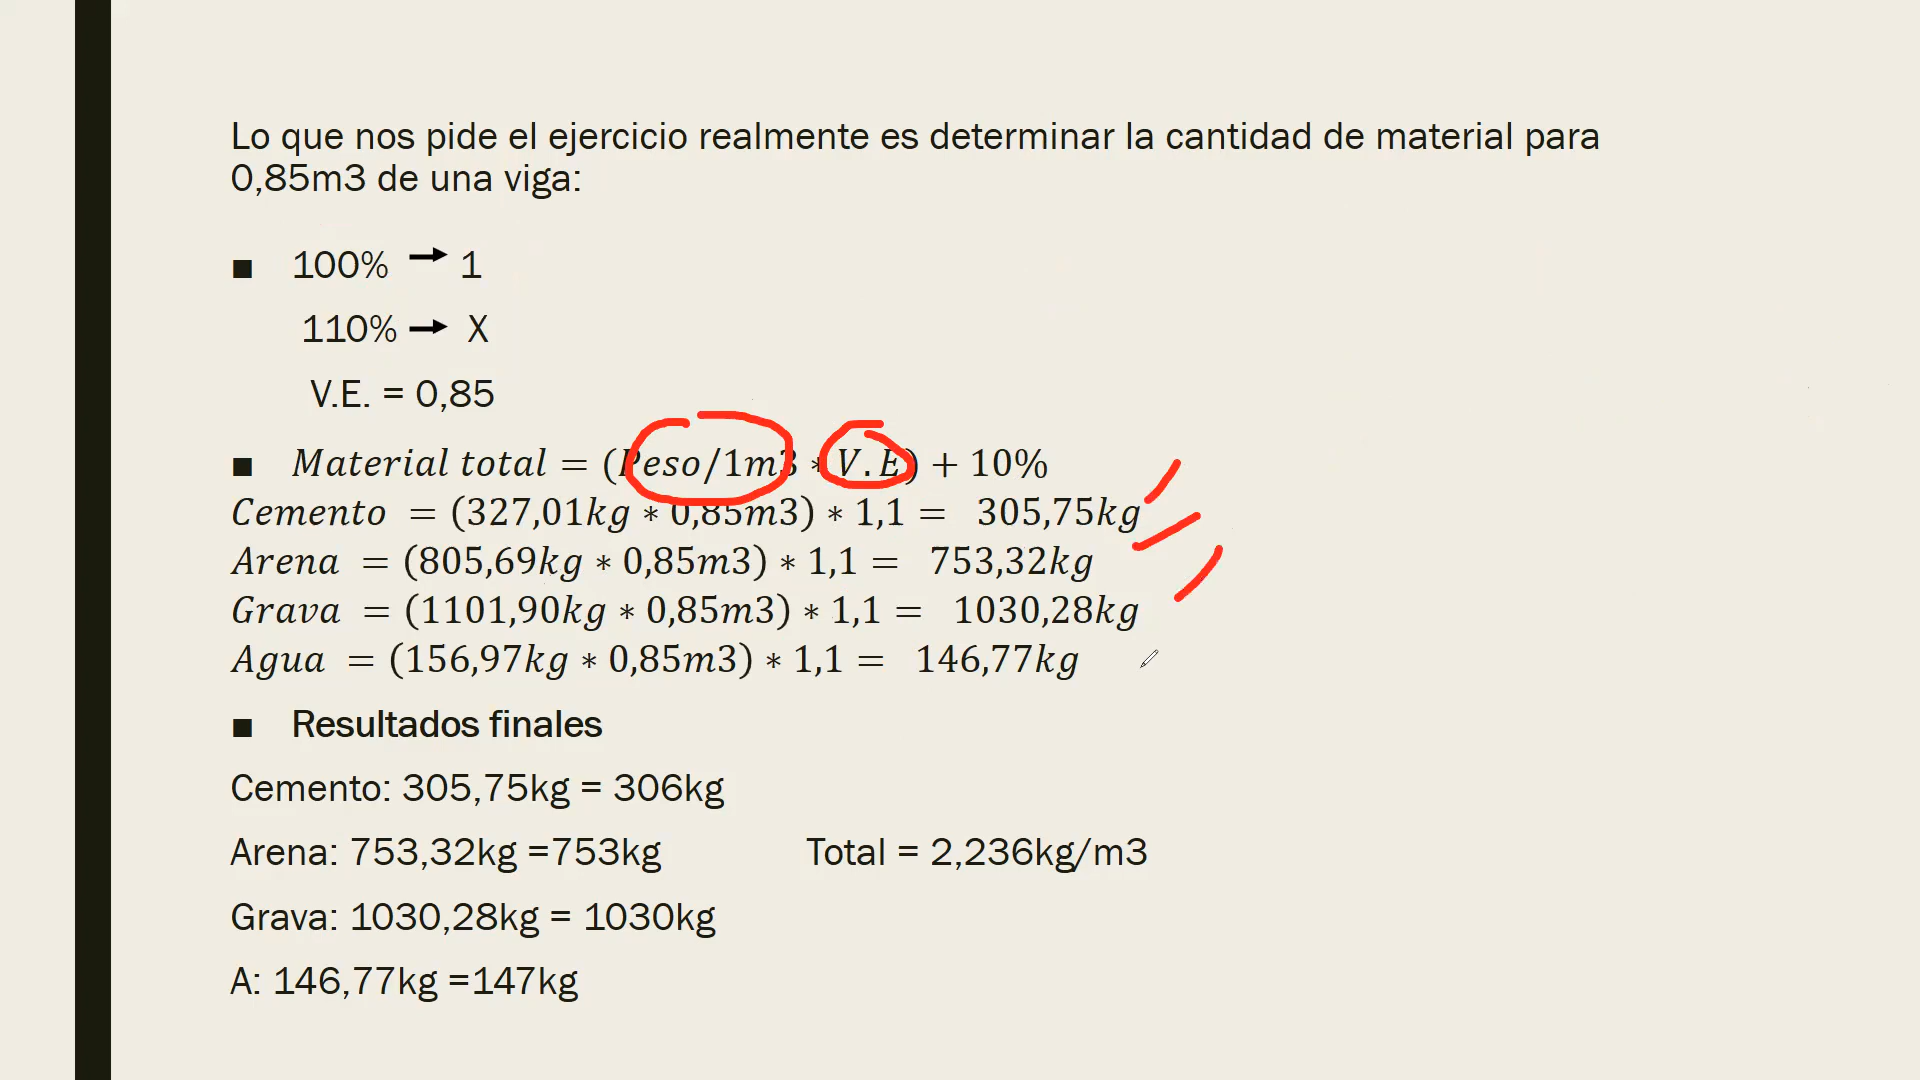 Lo que nos pide el ejercicio realmente es determinar la cantidad de material para
0,85m3 de una viga:
■ 100% → 1
110% → X
V.E. = 0,85
■ Material total = (Peso/1m3 * V.E) + 10%
Cemento = (327,01kg * 0,85m3) * 1,1 = 305,75kg
Arena = (805,69kg * 0,85m3) * 1,1 = 753,32kg
Grava = (1101,90kg * 0,85m3) * 1,1 = 1030,28kg
Agua = (156,97kg * 0,85m3) * 1,1 = 146,77kg
■ Resultados finales
Cemento: 305,75kg = 306kg
Arena: 753,32kg =753kg Total = 2,236kg/m3
Grava: 1030,28kg = 1030kg
A: 146,77kg =147kg